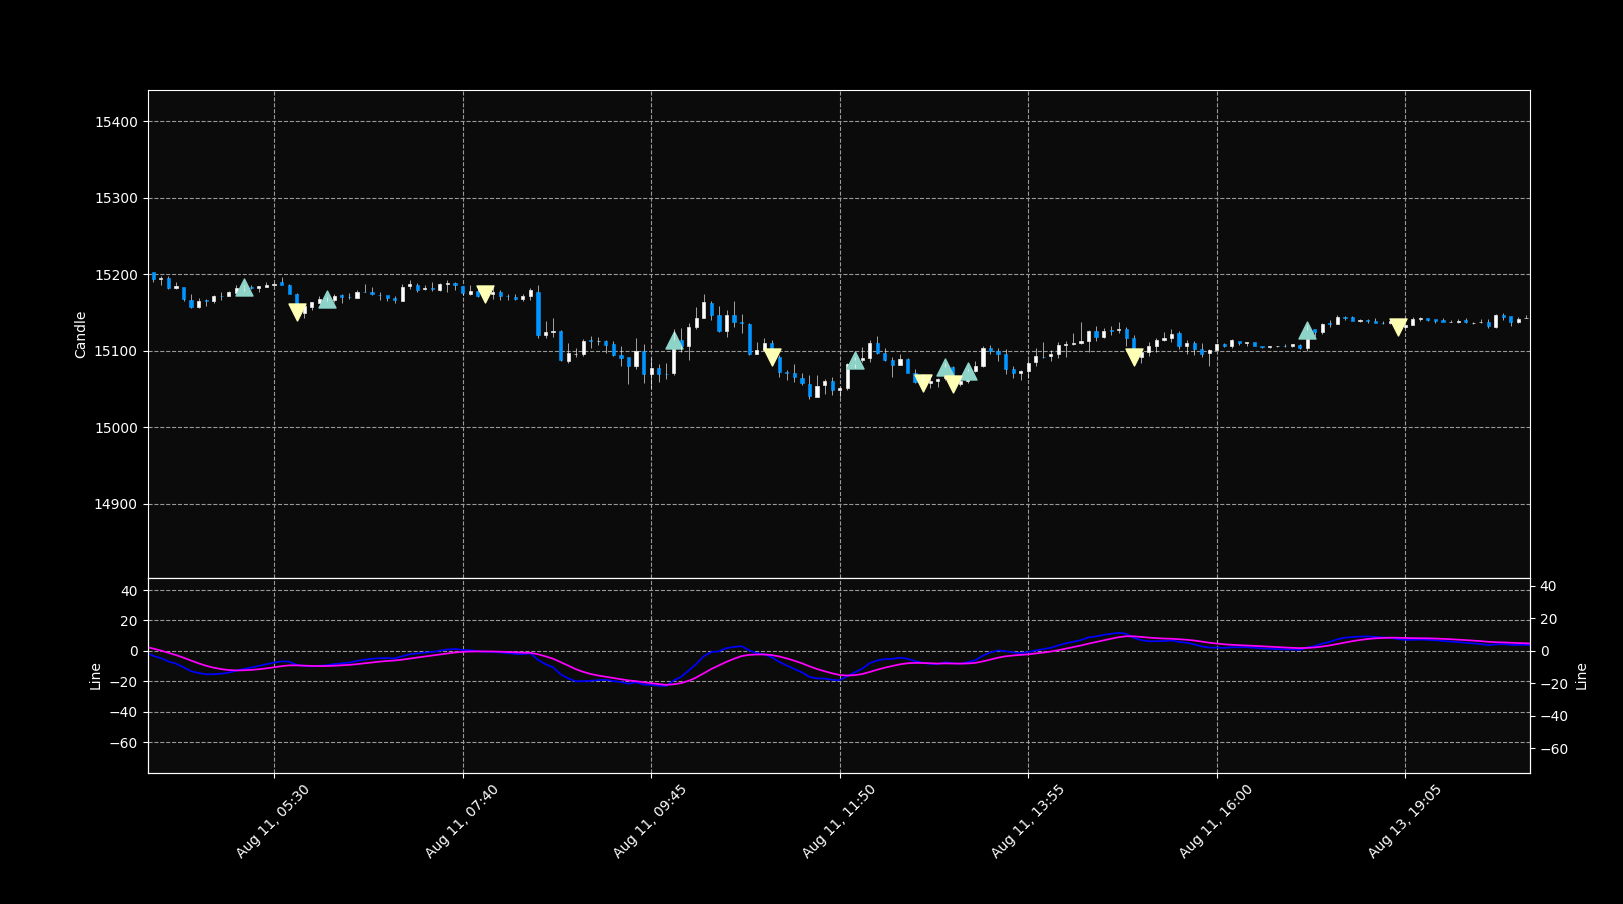 15400
15300
15200
15100
15000
14900
Candle
40
20
0
−20
−40
−60
Line
40
20
0
−20
−40
−60
Line
Aug 11, 05:30
Aug 11, 07:40
Aug 11, 09:45
Aug 11, 11:50
Aug 11, 13:55
Aug 11, 16:00
Aug 13, 19:05